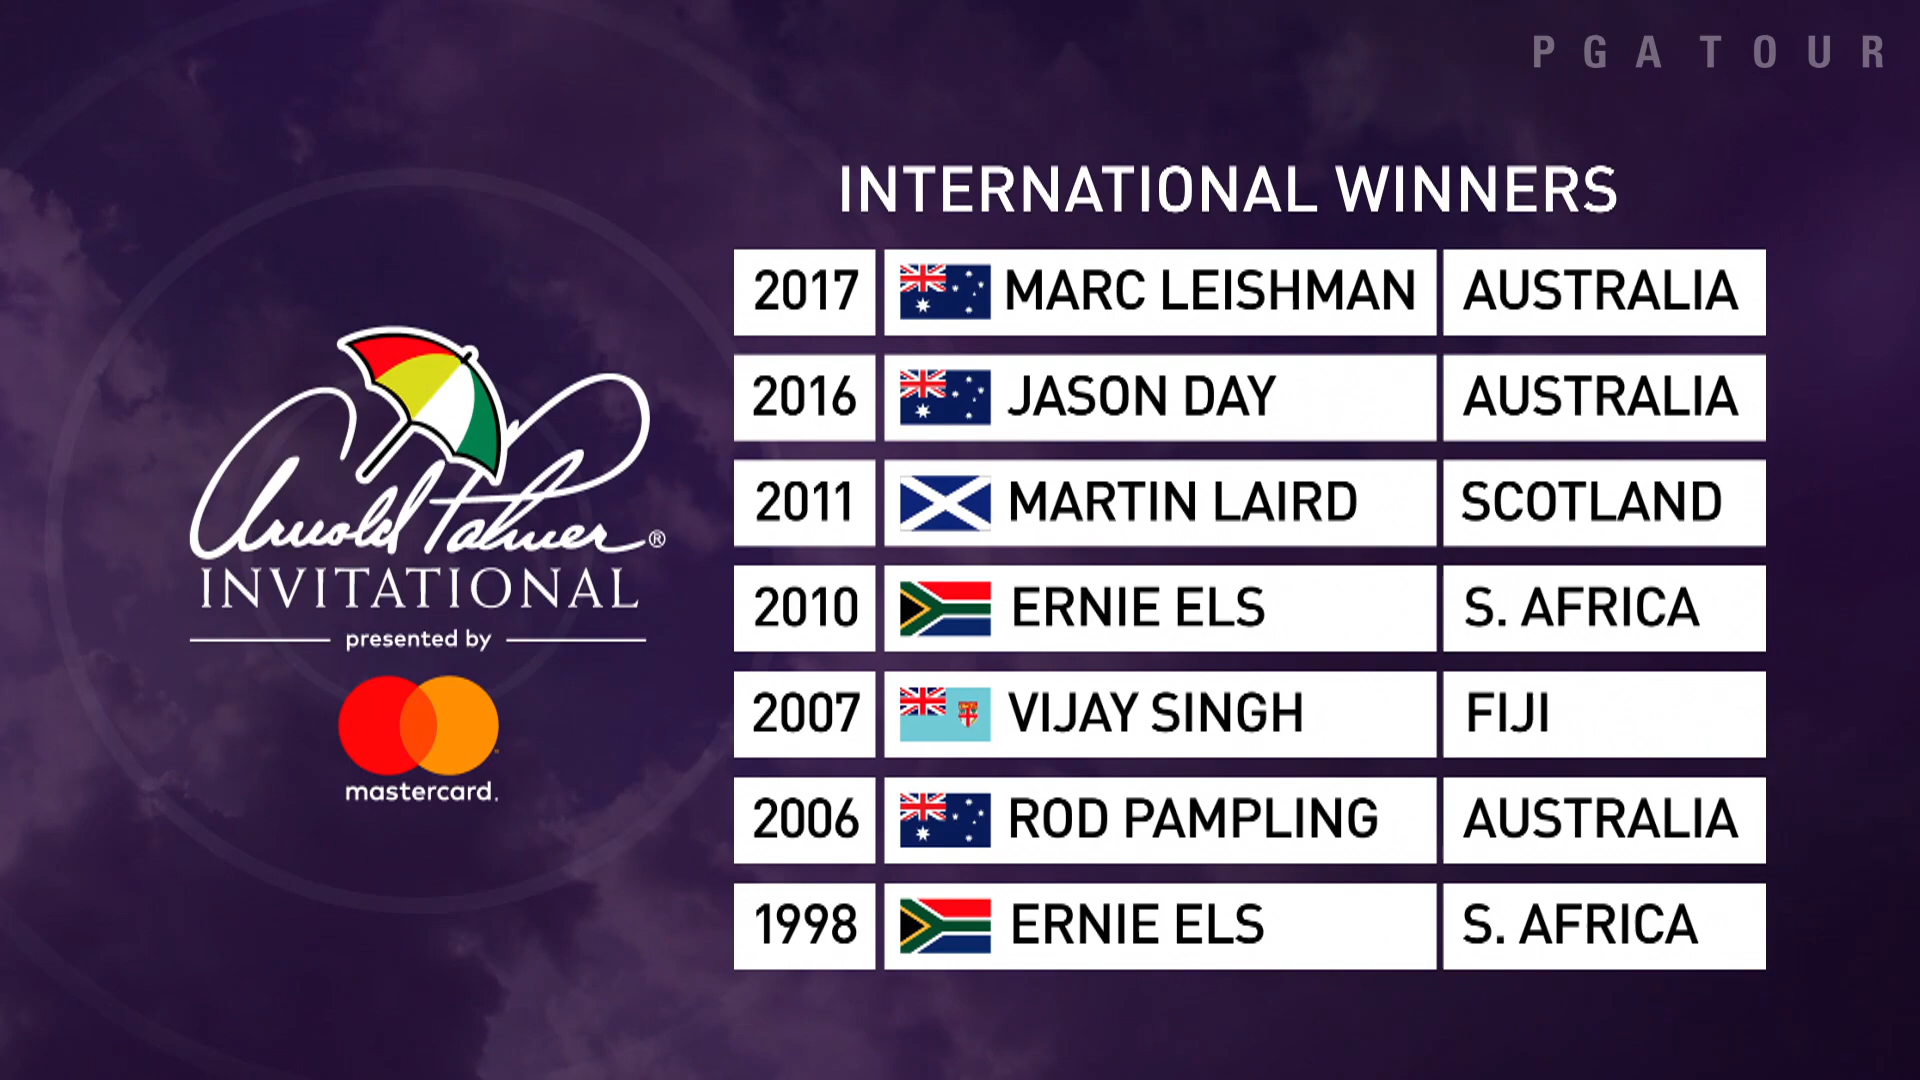 PGA TOUR
INTERNATIONAL WINNERS
2017 MARC LEISHMAN AUSTRALIA
2016 JASON DAY AUSTRALIA
2011 MARTIN LAIRD SCOTLAND
2010 ERNIE ELS S. AFRICA
2007 VIJAY SINGH FIJI
2006 ROD PAMPLING AUSTRALIA
1998 ERNIE ELS S. AFRICA
Arnold Palmer®
INVITATIONAL
presented by
mastercard.